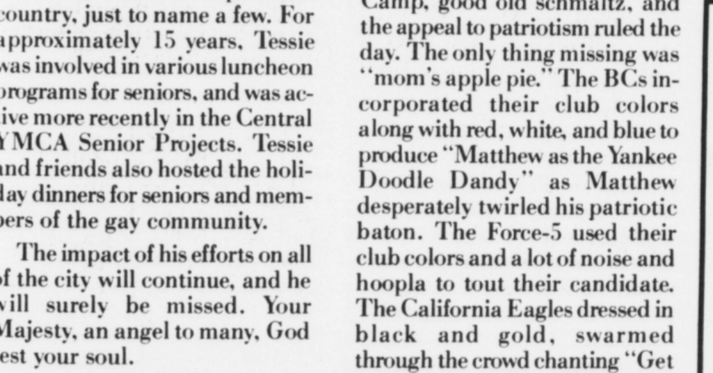 country, just to name a few. For
approximately 15 years, Tessie
was involved in various luncheon
programs for seniors, and was ac-
tive more recently in the Central
YMCA Senior Projects. Tessie
and friends also hosted the holi-
day dinners for seniors and mem-
bers of the gay community.
The impact of his efforts on all
of the city will continue, and he
will surely be missed. Your
Majesty, an angel to many, God
rest your soul.
Camp, good old schmaltz, and
the appeal to patriotism ruled the
day. The only thing missing was
“mom's apple pie.” The BCs in-
corporated their club colors
along with red, white, and blue to
produce “Matthew as the Yankee
Doodle Dandy” as Matthew
desperately twirled his patriotic
baton. The Force-5 used their
club colors and a lot of noise and
hoopla to tout their candidate.
The California Eagles dressed in
black and gold, swarmed
through the crowd chanting “Get